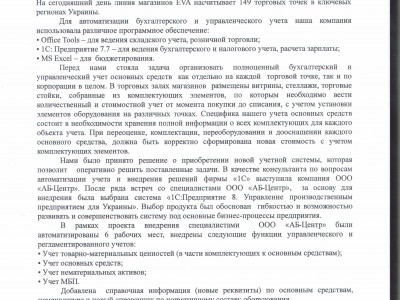 На сегодняшний день линия магазинов EVA насчитывает 149 торговых точек в ключевых
регионах Украины.
Для автоматизации бухгалтерского и управленческого учета наша компания
использовала различное программное обеспечение:
• Office Tools – для ведения складского учета, розничной торговли;
• 1С: Предприятие 7.7 – для ведения бухгалтерского и налогового учета, расчета зарплаты;
• MS Excel – для бюджетирования.
Перед нами стояла задача организовать полноценный бухгалтерский и
управленческий учет основных средств как отдельно на каждой торговой точке, так и по
корпорации в целом. В торговых залах магазинов размещены витрины, стеллажи, торговые
стойки, собранные из комплектующих элементов, по которым необходимо вести
количественный и стоимостной учет от момента покупки до списания, с учетом установки
элементов оборудования на различных точках. Специфика нашего учета основных средств
состоит в необходимости хранения полной информации о всех комплектующих для каждого
объекта учета. При переоценке, комплектации, переоборудовании и дооснащении каждого
основного средства, должна быть корректно сформирована новая стоимость с учетом
комплектующих элементов.
Нами было принято решение о приобретении новой учетной системы, которая
позволит оперативно решить поставленные задачи. В качестве консультанта по вопросам
автоматизации учета и внедрения решений фирмы «1С» выступила компания ООО
«АБ-Центр». После ряда встреч со специалистами ООО «АБ-Центр», за основу для
внедрения была выбрана система «1С:Предприятие 8. Управление производственным
предприятием для Украины». Выбор продукта был обоснован гибкостью и возможностью
развивать и совершенствовать систему под основные бизнес-процессы предприятия.
В рамках проекта внедрения специалистами ООО «АБ-Центр» были
автоматизированы 6 рабочих мест, внедрены следующие функции управленческого и
регламентированного учетов:
• Учет товарно-материальных ценностей (в части комплектующих к основным средствам);
• Учет основных средств;
• Учет нематериальных активов;
• Учет МБП.
Добавлена справочная информация (новые реквизиты) по основным средствам,